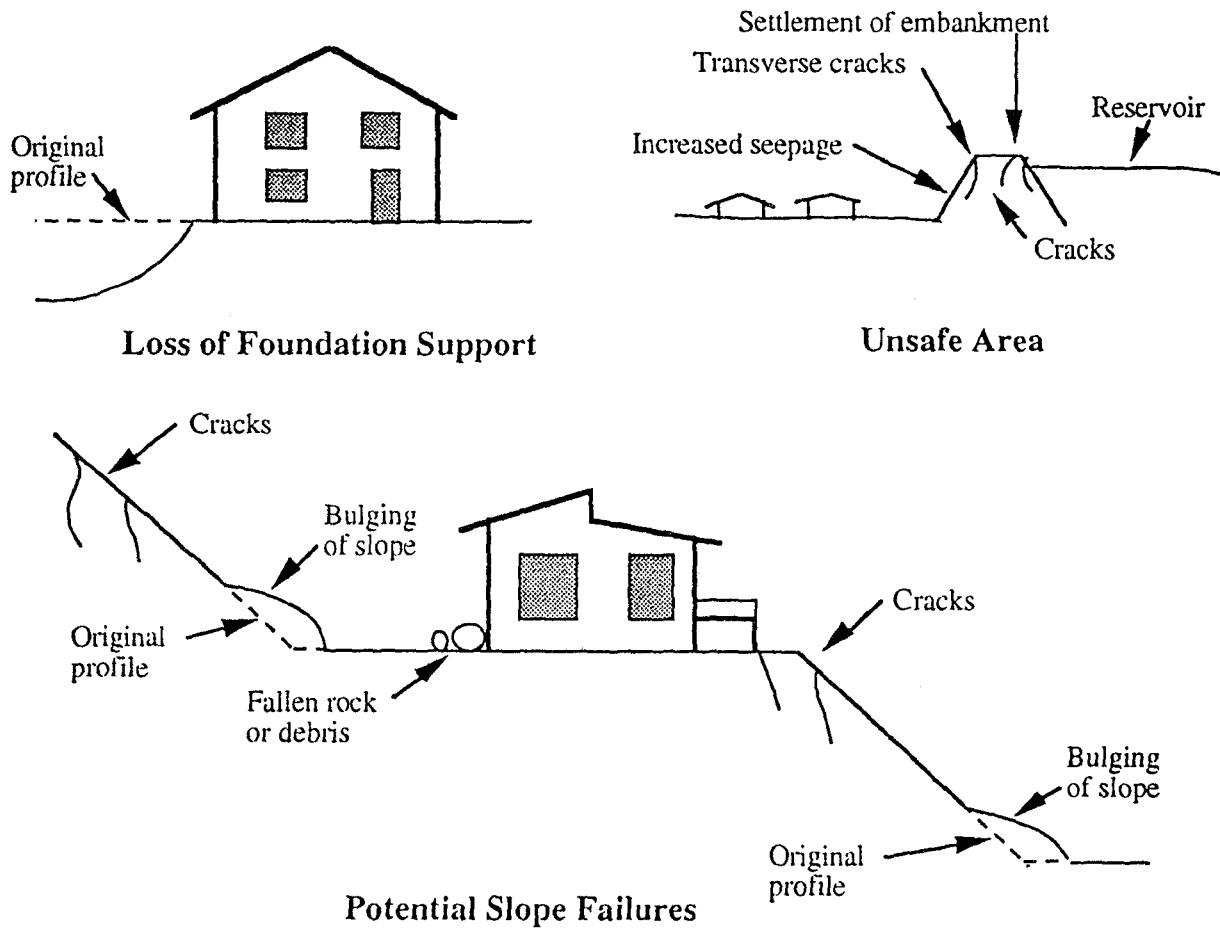 Original
profile
Loss of Foundation Support
Settlement of embankment
Transverse cracks
Increased seepage
Reservoir
Cracks
Unsafe Area
Cracks
Bulging
of slope
Original
profile
Fallen rock
or debris
Cracks
Bulging
of slope
Original
profile
Potential Slope Failures